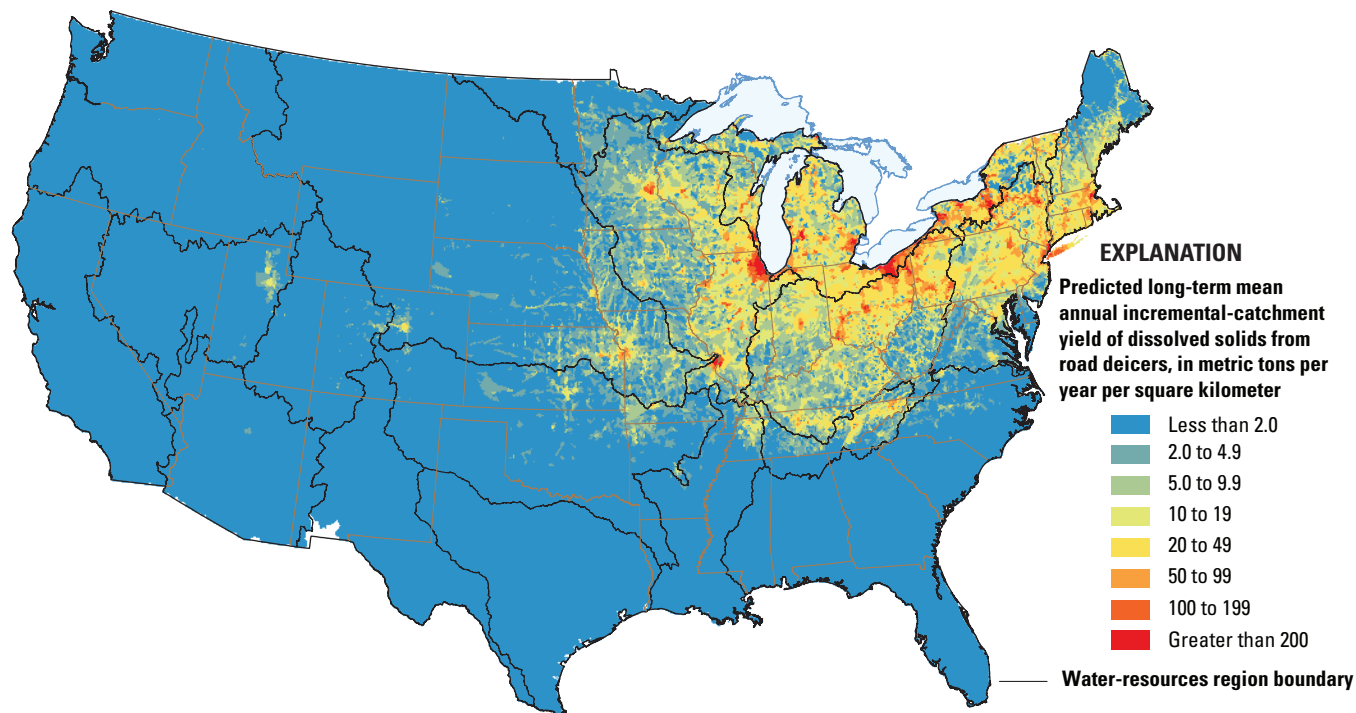 EXPLANATION
Predicted long-term mean
annual incremental-catchment
yield of dissolved solids from
road deicers, in metric tons per
year per square kilometer
Less than 2.0
2.0 to 4.9
5.0 to 9.9
10 to 19
20 to 49
50 to 99
100 to 199
Greater than 200
Water-resources region boundary